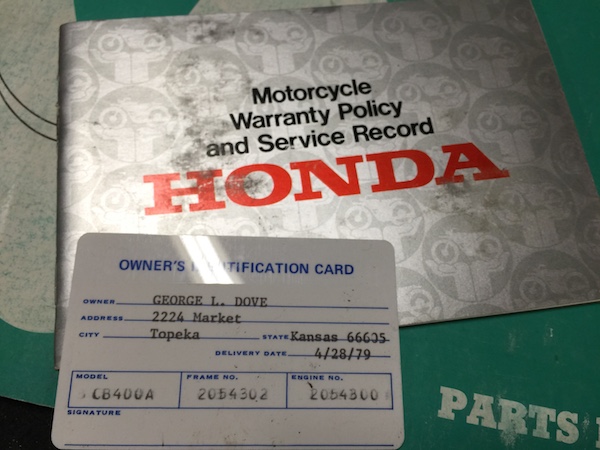 Motorcycle
Warranty Policy
and Service Record
HONDA
OWNER'S CARD
OWNER GEORGE L. DOVE
ADDRESS 2224 Market
CITY Topeka STATE Kansas 66605
DELIVERY DATE 4/28/79
MODEL FRAME NO. ENGINE NO.
CB400A 2054302 2054300
SIGNATURE
PARTS